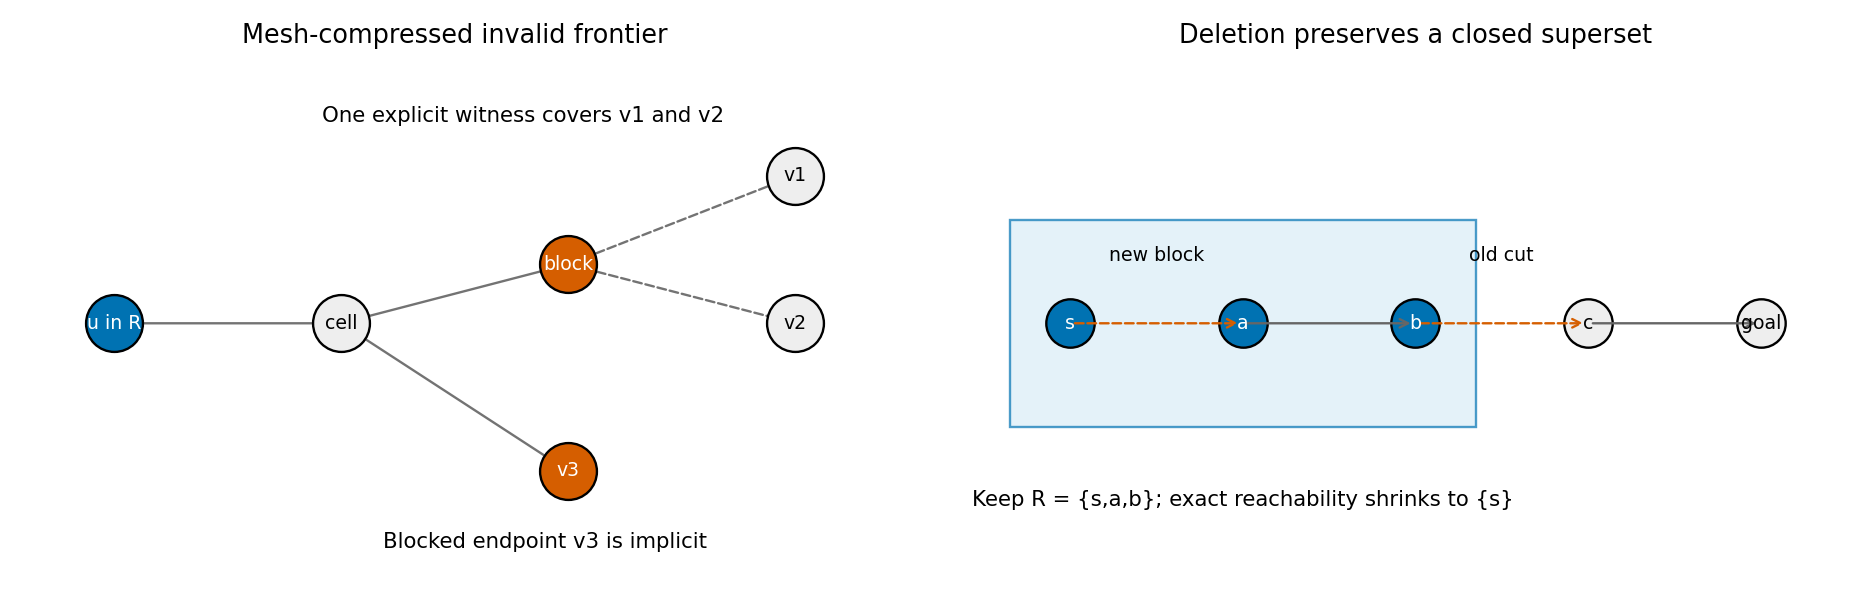 Mesh-compressed invalid frontier
One explicit witness covers v1 and v2
v1
block
u in R
cell
v2
v3
Blocked endpoint v3 is implicit
Deletion preserves a closed superset
new block
old cut
s
a
b
c
goal
Keep R = {s,a,b}; exact reachability shrinks to {s}